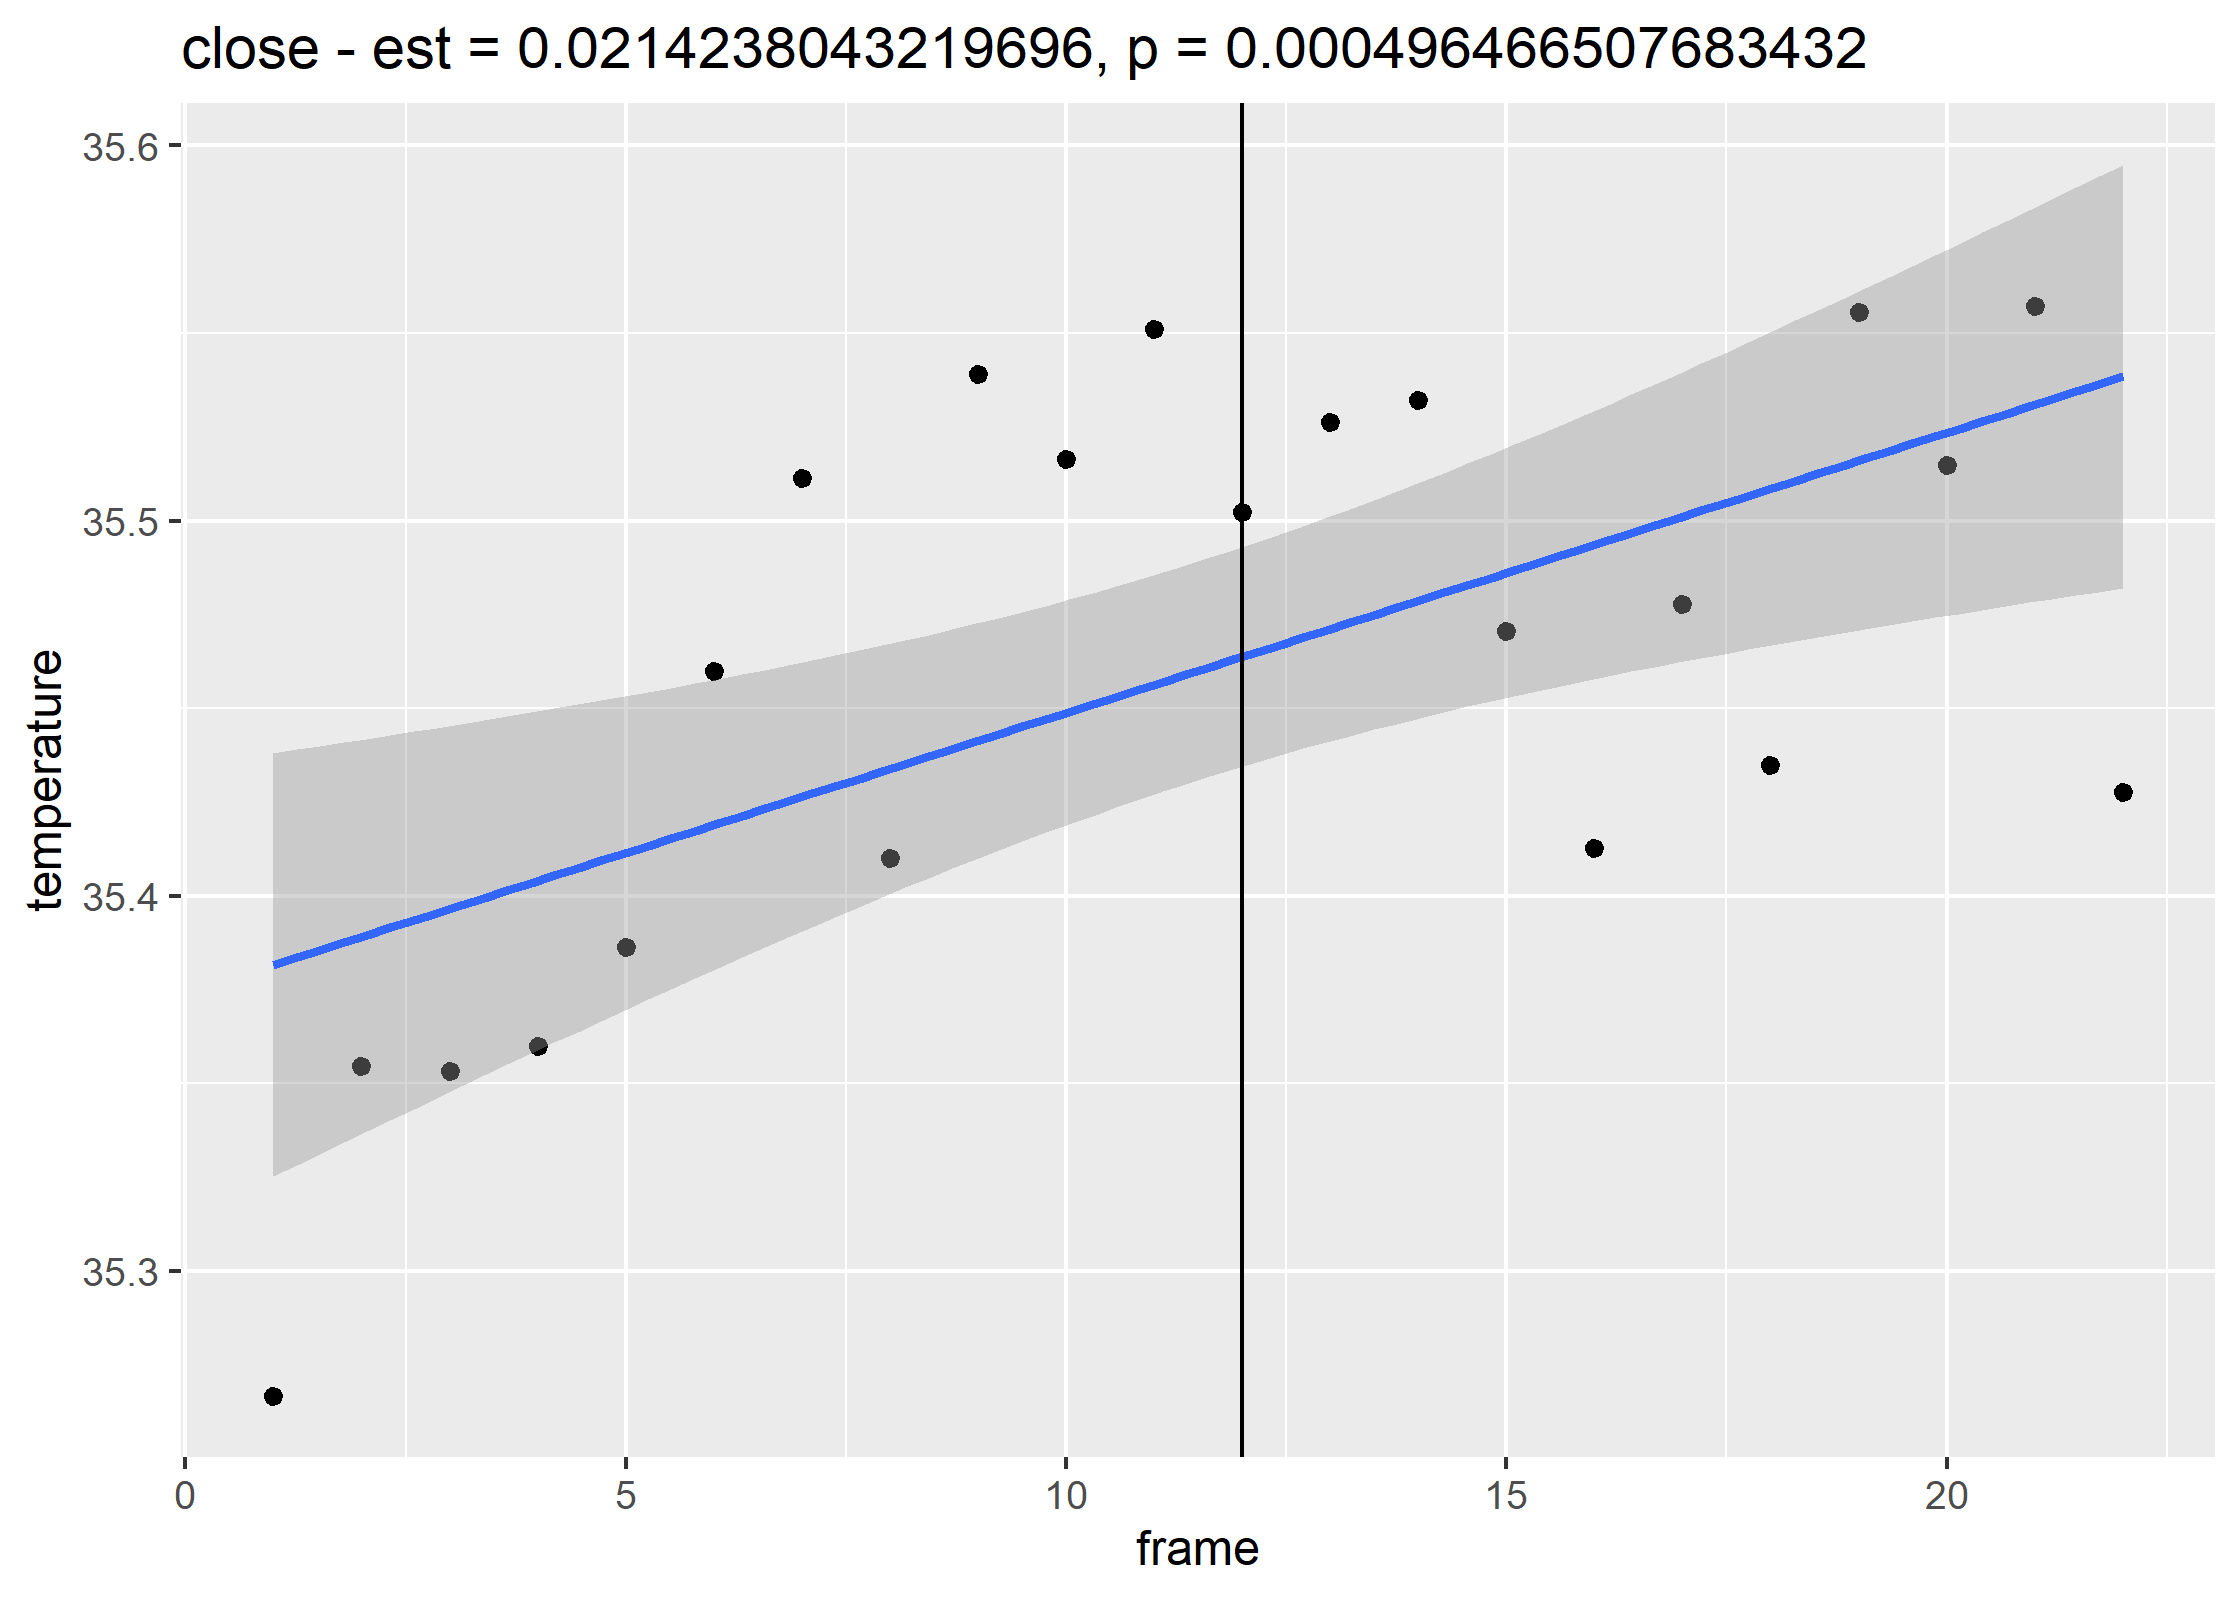 close - est = 0.0214238043219696, p = 0.000496466507683432
35.6
35.5
35.4
35.3
temperature
0 5 10 15 20
frame